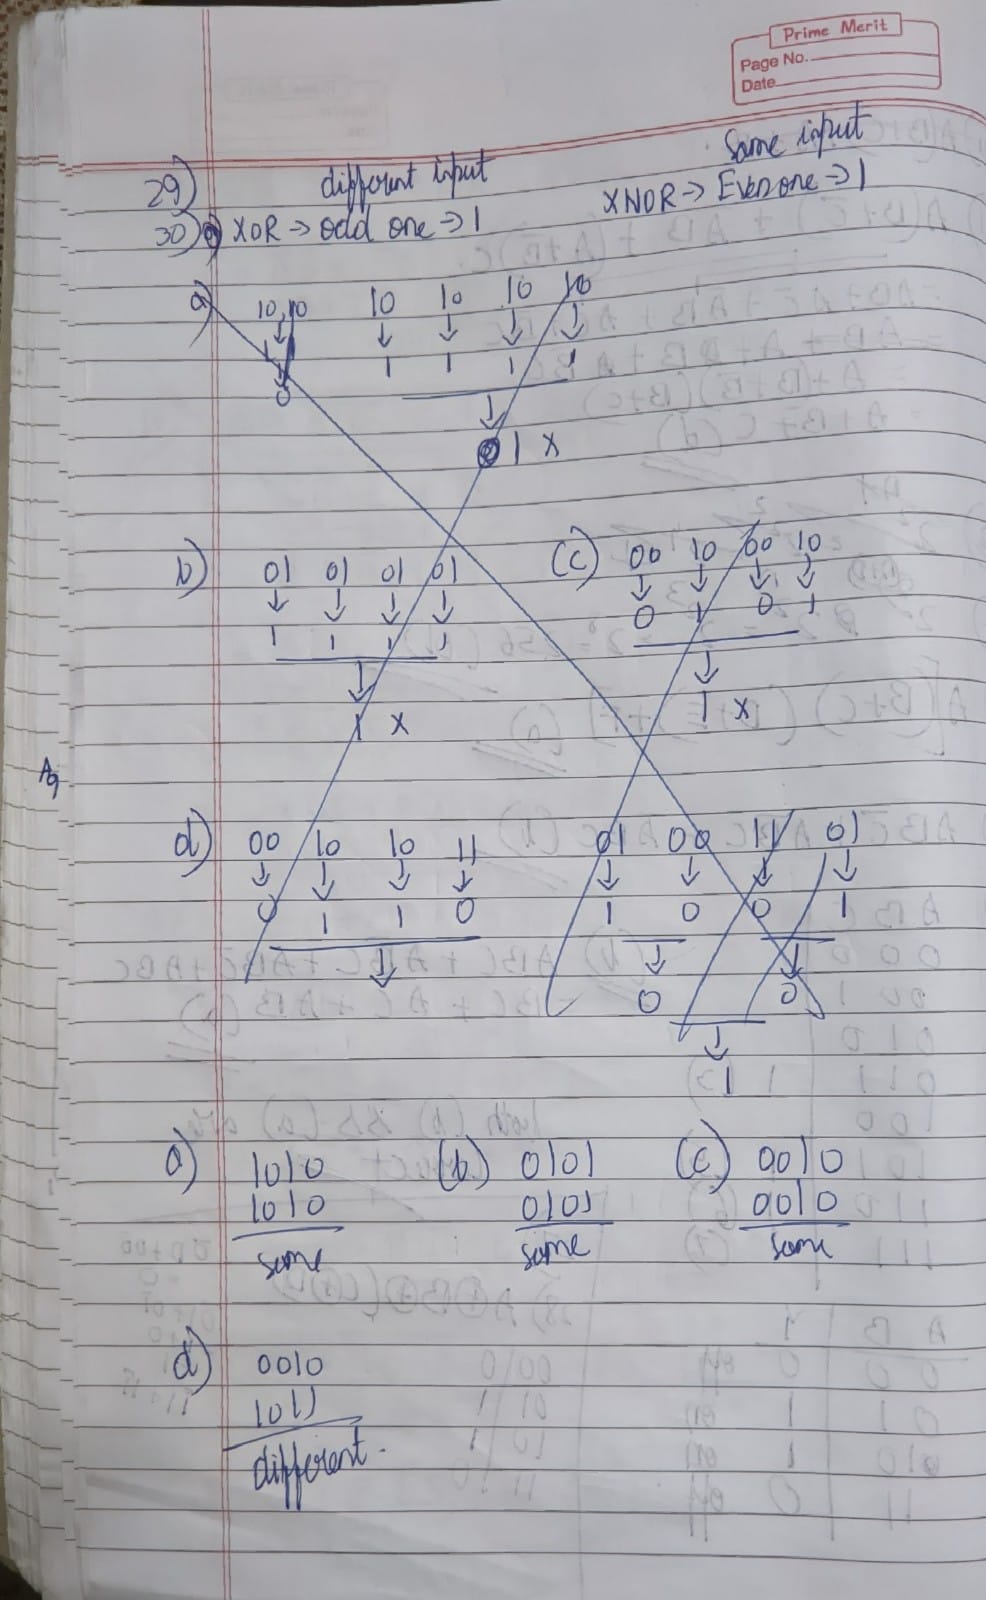 Prime Merit
Page No.
Date
29) different input same input
30) XOR → odd one → 1 XNOR → Even one → 1
a) 10 10 10 10 10 10
↓ ↓ ↓ ↓ ↓
1 1 1 1 1
↓
0
↓
1 x
b) 01 01 01 01 (c) 00 10 00 10
↓ ↓ ↓ ↓ ↓ ↓ ↓ ↓
1 1 1 1 0 1 0 1
↓ ↓
1 x 1 x
d) 00 10 10 11 01 00 11 01
↓ ↓ ↓ ↓ ↓ ↓ ↓ ↓
0 1 1 0 1 0 0 1
↓ ↓ ↓
0 0
↓
1
a) 1010 (b) 0101 (c) 0010
1010 0101 0010
same same same
d) 0010
1011
different.